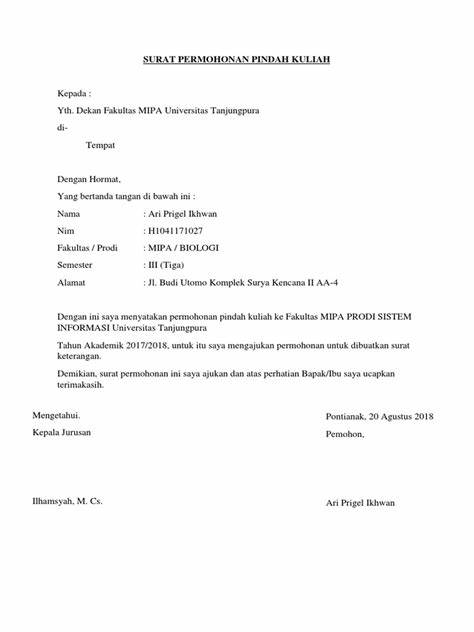 SURAT PERMOHONAN PINDAH KULIAH
Kepada :
Yth. Dekan Fakultas MIPA Universitas Tanjungpura
di-
Tempat
Dengan Hormat,
Yang bertanda tangan di bawah ini :
Nama : Ari Prigel Ikhwan
Nim : H1041171027
Fakultas / Prodi : MIPA / BIOLOGI
Semester : III (Tiga)
Alamat : Jl. Budi Utomo Komplek Surya Kencana II AA-4
Dengan ini saya menyatakan permohonan pindah kuliah ke Fakultas MIPA PRODI SISTEM
INFORMASI Universitas Tanjungpura
Tahun Akademik 2017/2018, untuk itu saya mengajukan permohonan untuk dibuatkan surat
keterangan.
Demikian, surat permohonan ini saya ajukan dan atas perhatian Bapak/Ibu saya ucapkan
terimakasih.
Mengetahui. Pontianak, 20 Agustus 2018
Kepala Jurusan Pemohon,
Ilhamsyah, M. Cs. Ari Prigel Ikhwan